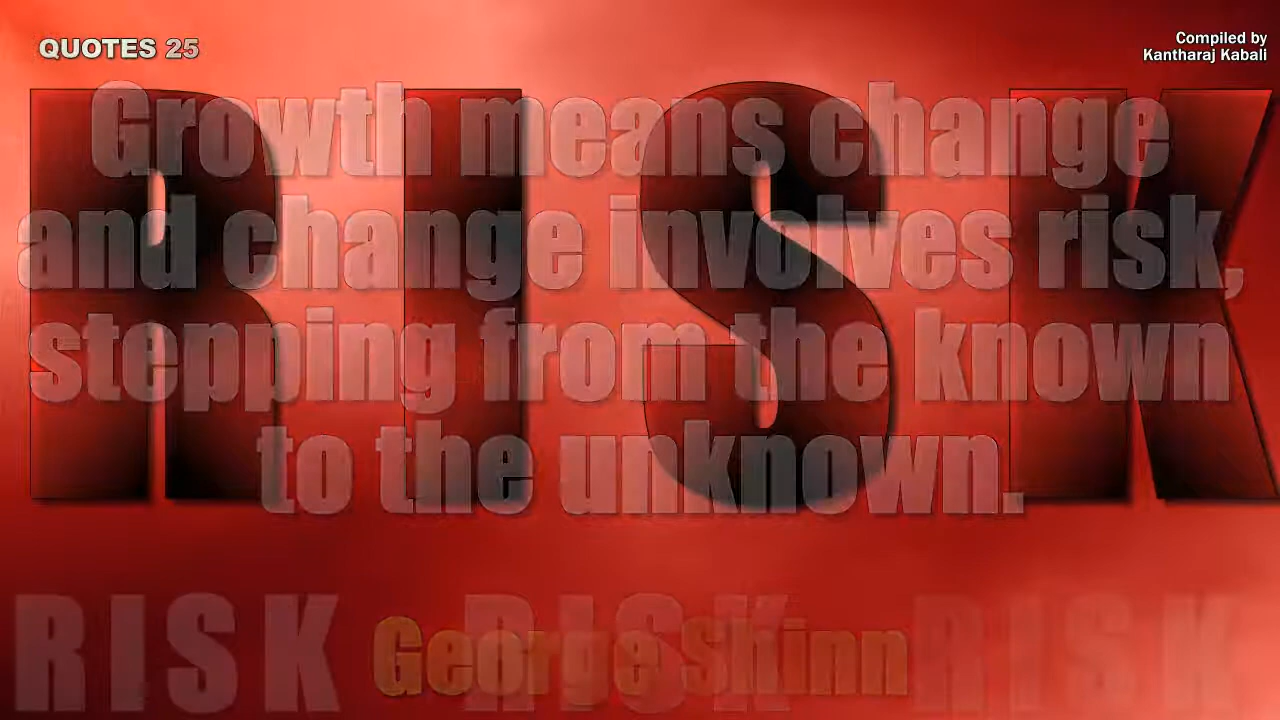 QUOTES 25
Compiled by
Kantharaj Kabali
RISK
Growth means change
and change involves risk,
stepping from the known
to the unknown.
RISK RISK RISK
George Shinn